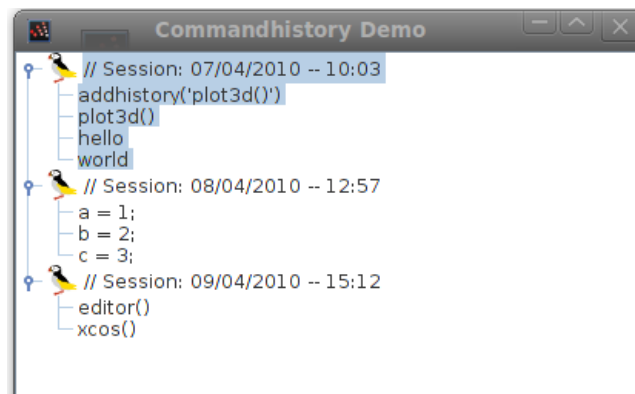 Commandhistory Demo
// Session: 07/04/2010 -- 10:03
addhistory('plot3d()')
plot3d()
hello
world
// Session: 08/04/2010 -- 12:57
a = 1;
b = 2;
c = 3;
// Session: 09/04/2010 -- 15:12
editor()
xcos()